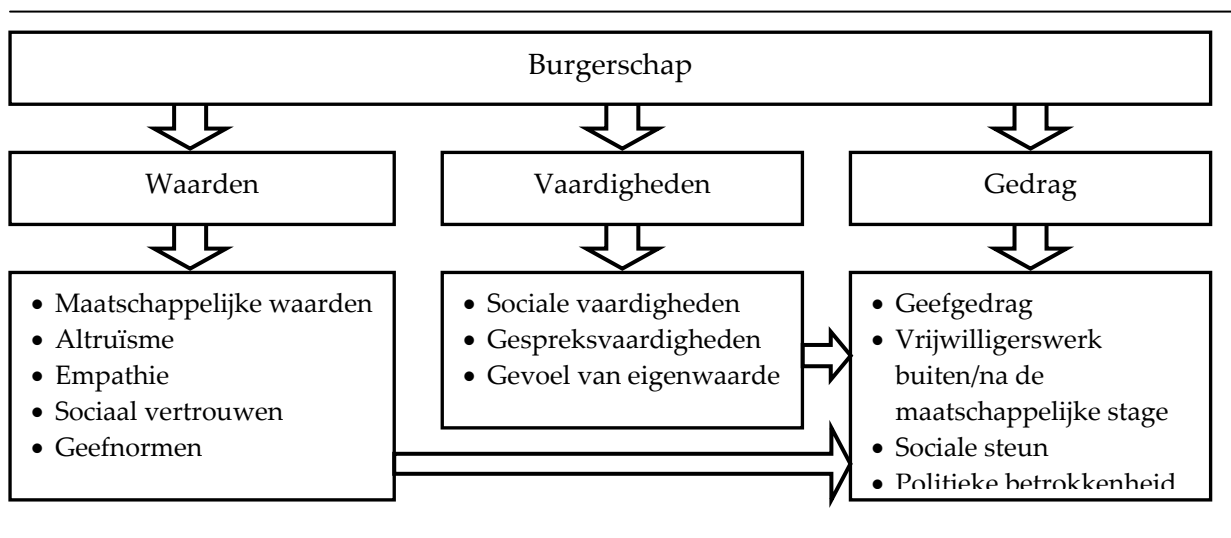 Burgerschap
Waarden
Vaardigheden
Gedrag
• Maatschappelijke waarden
• Altruïsme
• Empathie
• Sociaal vertrouwen
• Geefnormen
• Sociale vaardigheden
• Gespreksvaardigheden
• Gevoel van eigenwaarde
• Geefgedrag
• Vrijwilligerswerk
buiten/na de
maatschappelijke stage
• Sociale steun
• Politieke betrokkenheid